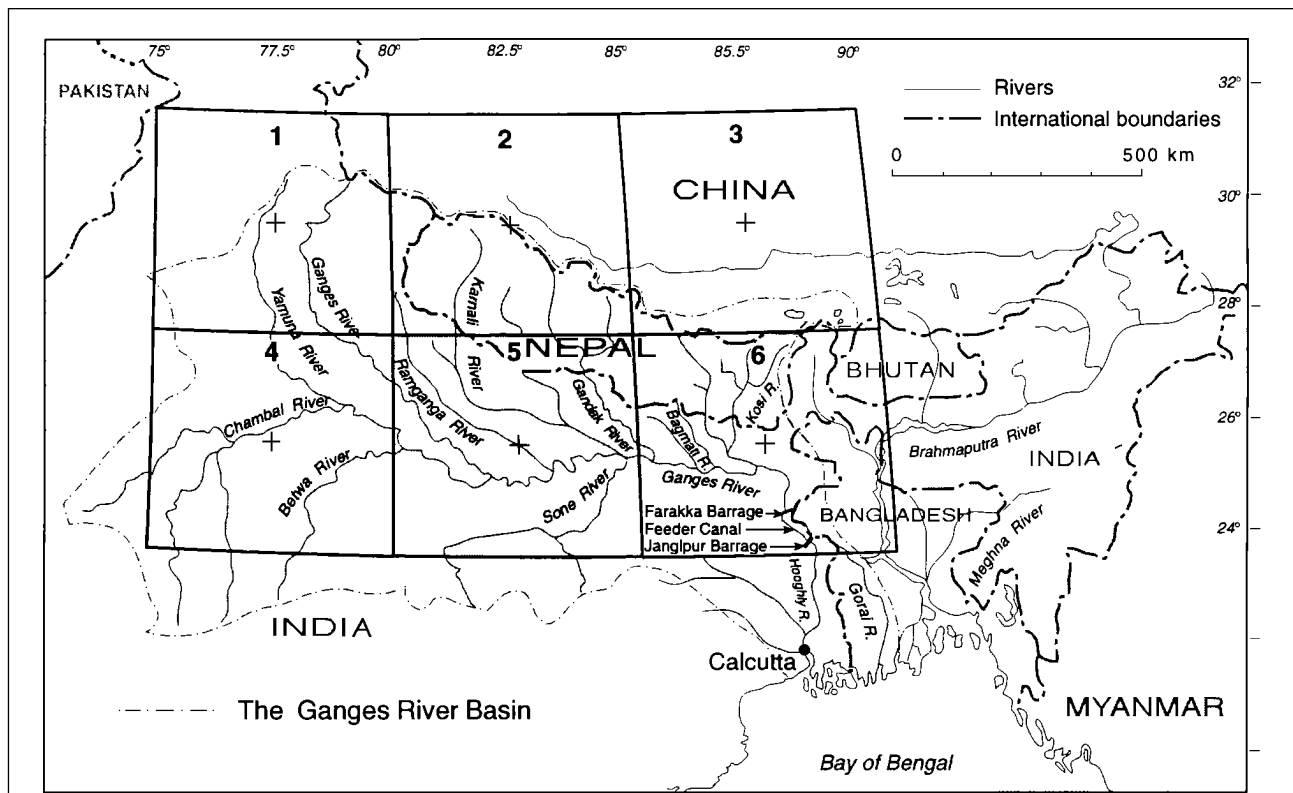 75° 77.5° 80° 82.5° 85° 85.5° 90°
PAKISTAN
32°
Rivers
International boundaries
0 500 km
1 2 3
CHINA
30°
Ganges River
Karnali
River
Yamuna River
28°
4 5 NEPAL 6
BHUTAN
Ramganga River
Gandak River
Kosi R.
Chambal River
26°
Bagman R.
Brahmaputra River
INDIA
Betwa River
Sone River
Ganges River
Farakka Barrage
BANGLADESH
Feeder Canal
24°
Janglpur Barrage
Meghna River
Hooghly R.
Gorai R.
INDIA
Calcutta
The Ganges River Basin
MYANMAR
Bay of Bengal